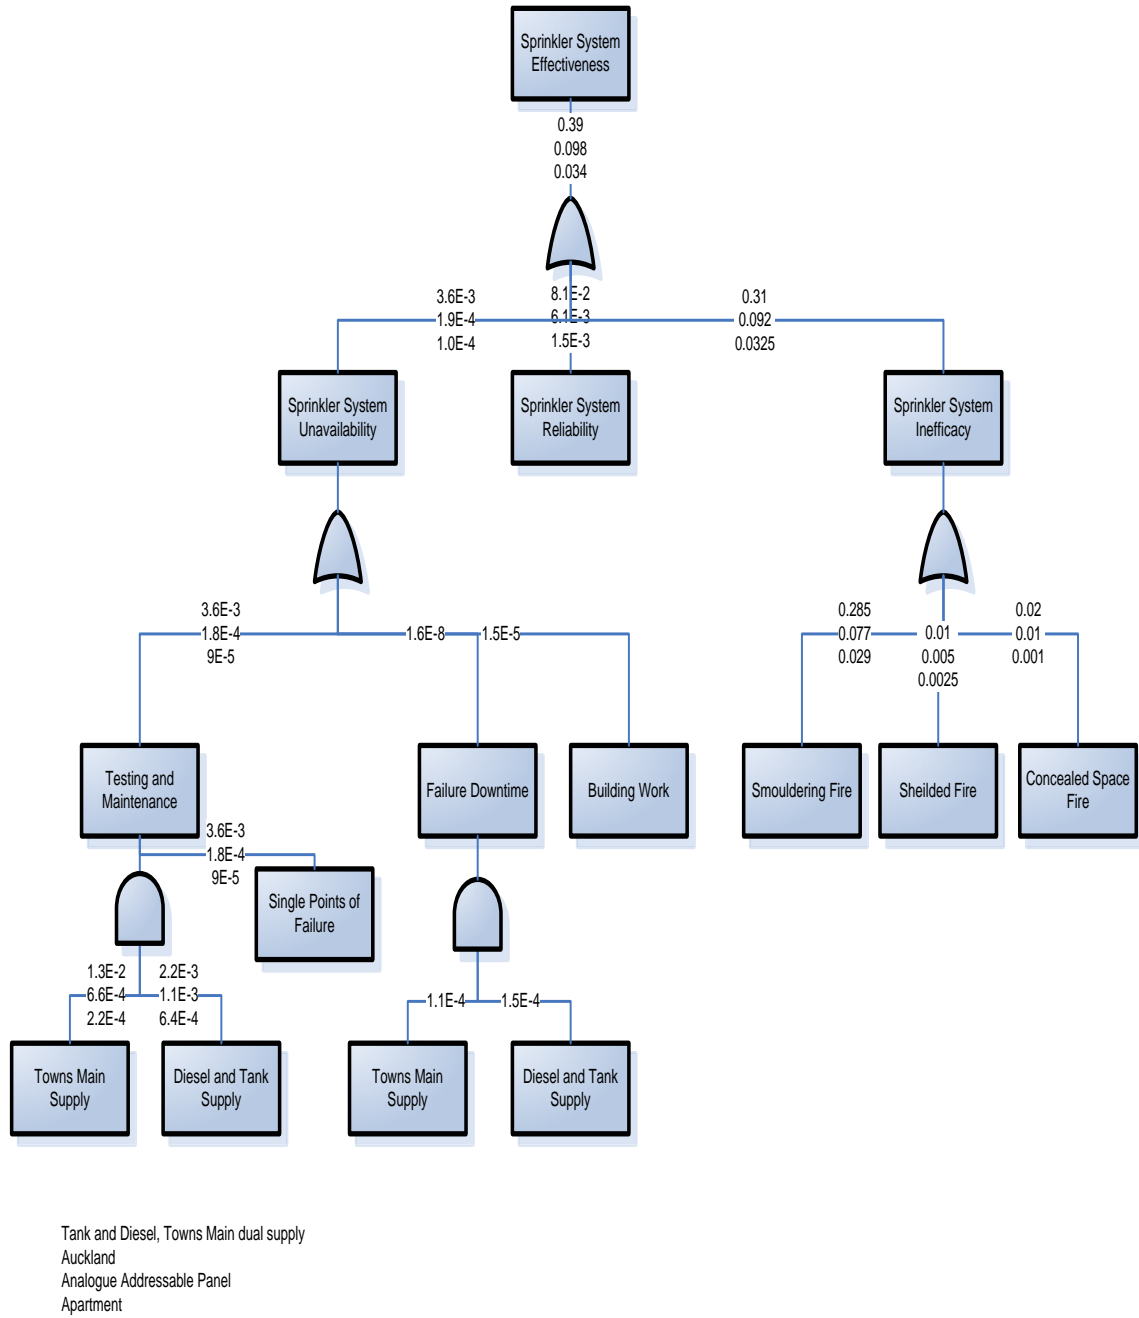 Sprinkler System
Effectiveness
0.39
0.098
0.034
3.6E-3
1.9E-4
1.0E-4
8.1E-2
6.1E-3
1.5E-3
0.31
0.092
0.0325
Sprinkler System
Unavailability
Sprinkler System
Reliability
Sprinkler System
Inefficacy
3.6E-3
1.8E-4
9E-5
1.6E-8
1.5E-5
0.285
0.077
0.029
0.01
0.005
0.0025
0.02
0.01
0.001
Testing and
Maintenance
Failure Downtime
Building Work
Smouldering Fire
Sheilded Fire
Concealed Space
Fire
3.6E-3
1.8E-4
9E-5
Single Points of
Failure
1.3E-2
6.6E-4
2.2E-4
2.2E-3
1.1E-3
6.4E-4
1.1E-4
1.5E-4
Towns Main
Supply
Diesel and Tank
Supply
Towns Main
Supply
Diesel and Tank
Supply
Tank and Diesel, Towns Main dual supply
Auckland
Analogue Addressable Panel
Apartment